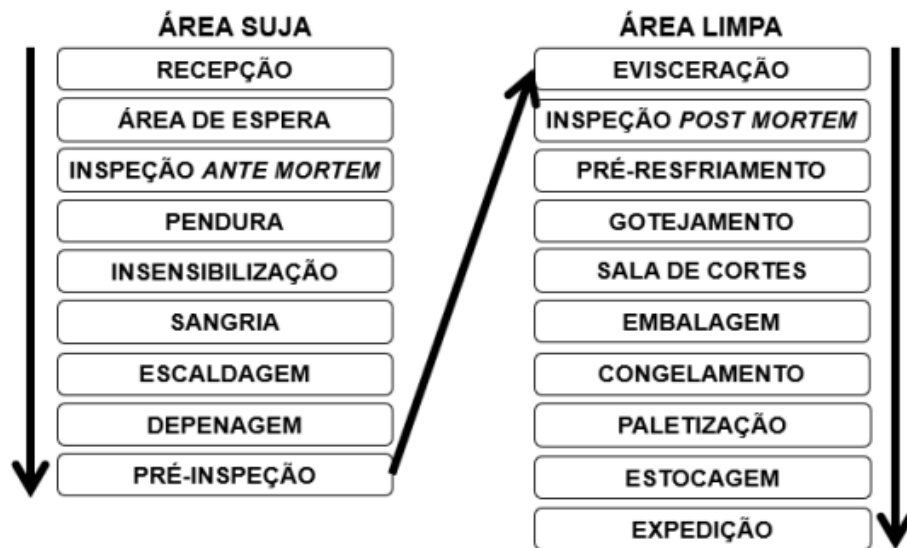 ÁREA SUJA
RECEPÇÃO
ÁREA DE ESPERA
INSPEÇÃO ANTE MORTEM
PENDURA
INSENSIBILIZAÇÃO
SANGRIA
ESCALDAGEM
DEPENAGEM
PRÉ-INSPEÇÃO
ÁREA LIMPA
EVISCERAÇÃO
INSPEÇÃO POST MORTEM
PRÉ-RESFRIAMENTO
GOTEJAMENTO
SALA DE CORTES
EMBALAGEM
CONGELAMENTO
PALETIZAÇÃO
ESTOCAGEM
EXPEDIÇÃO